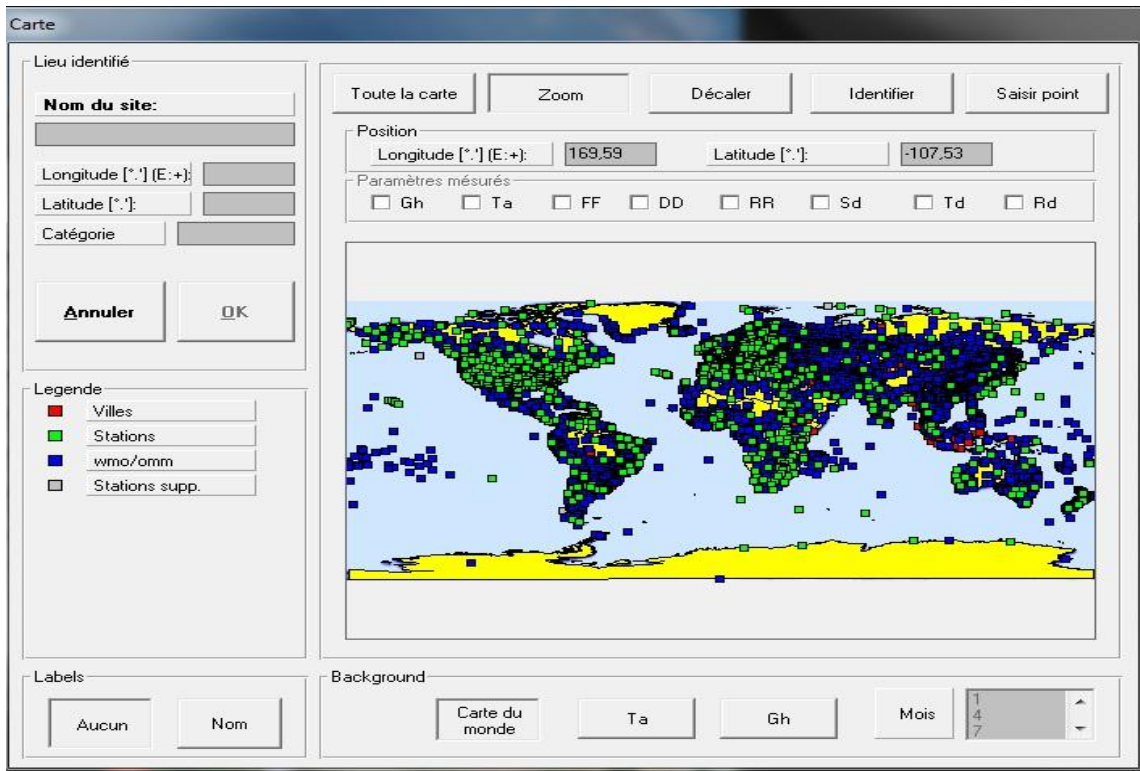 Carte
Lieu identifié
Nom du site:
Longitude [°.'] (E:+):
Latitude [°.']:
Catégorie
Annuler
OK
Legende
Villes
Stations
wmo/omm
Stations supp.
Labels
Aucun
Nom
Toute la carte
Zoom
Décaler
Identifier
Saisir point
Position
Longitude [°.'] (E:+):
169,59
Latitude [°.']:
-107,53
Paramètres mésurés
Gh
Ta
FF
DD
RR
Sd
Td
Rd
Background
Carte du
monde
Ta
Gh
Mois
1
4
7